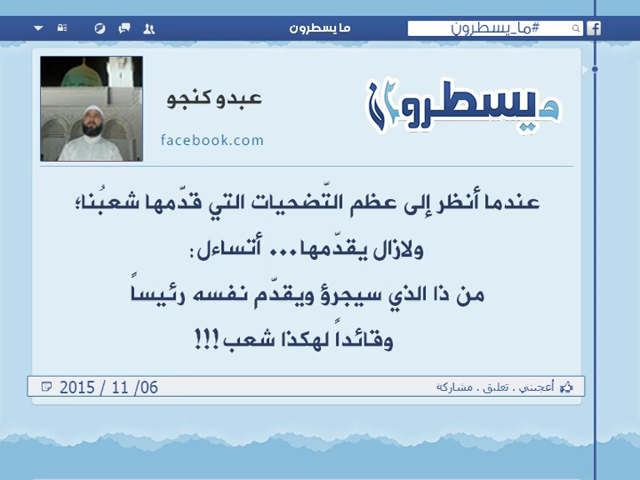 ما يسطرون
#ما_يسطرون
ما يسطرون
عبدو كنجو
facebook.com
عندما أنظر إلى عظم التّضحيات التي قدّمها شعبُنا؛
ولازال يقدّمها... أتساءل:
من ذا الذي سيجرؤ ويقدّم نفسه رئيساً
وقائداً لهكذا شعب!!!
أعجبني . تعليق . مشاركة
2015 / 11 /06